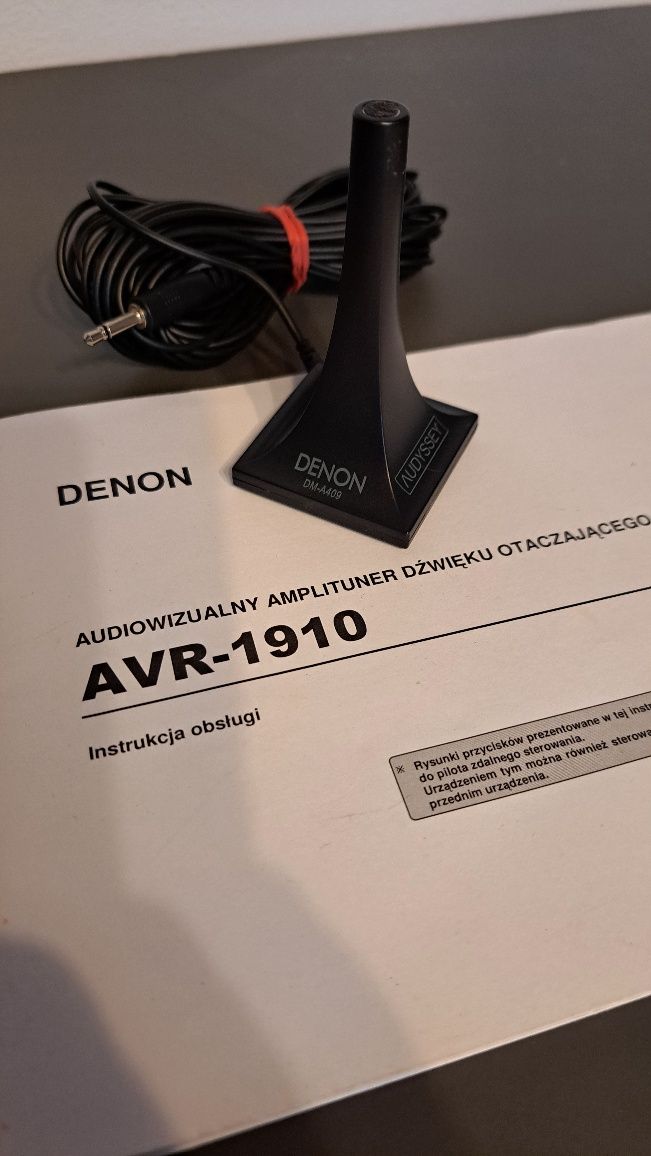 DENON
DM-A409
AUDYSSEY
DENON
AUDIOWIZUALNY AMPLITUNER DŹWIĘKU OTACZAJĄCEGO
AVR-1910
Instrukcja obsługi
※ Rysunki przycisków prezentowane w tej
do pilota zdalnego sterowania.
Urządzeniem tym można również
przednim urządzenia.